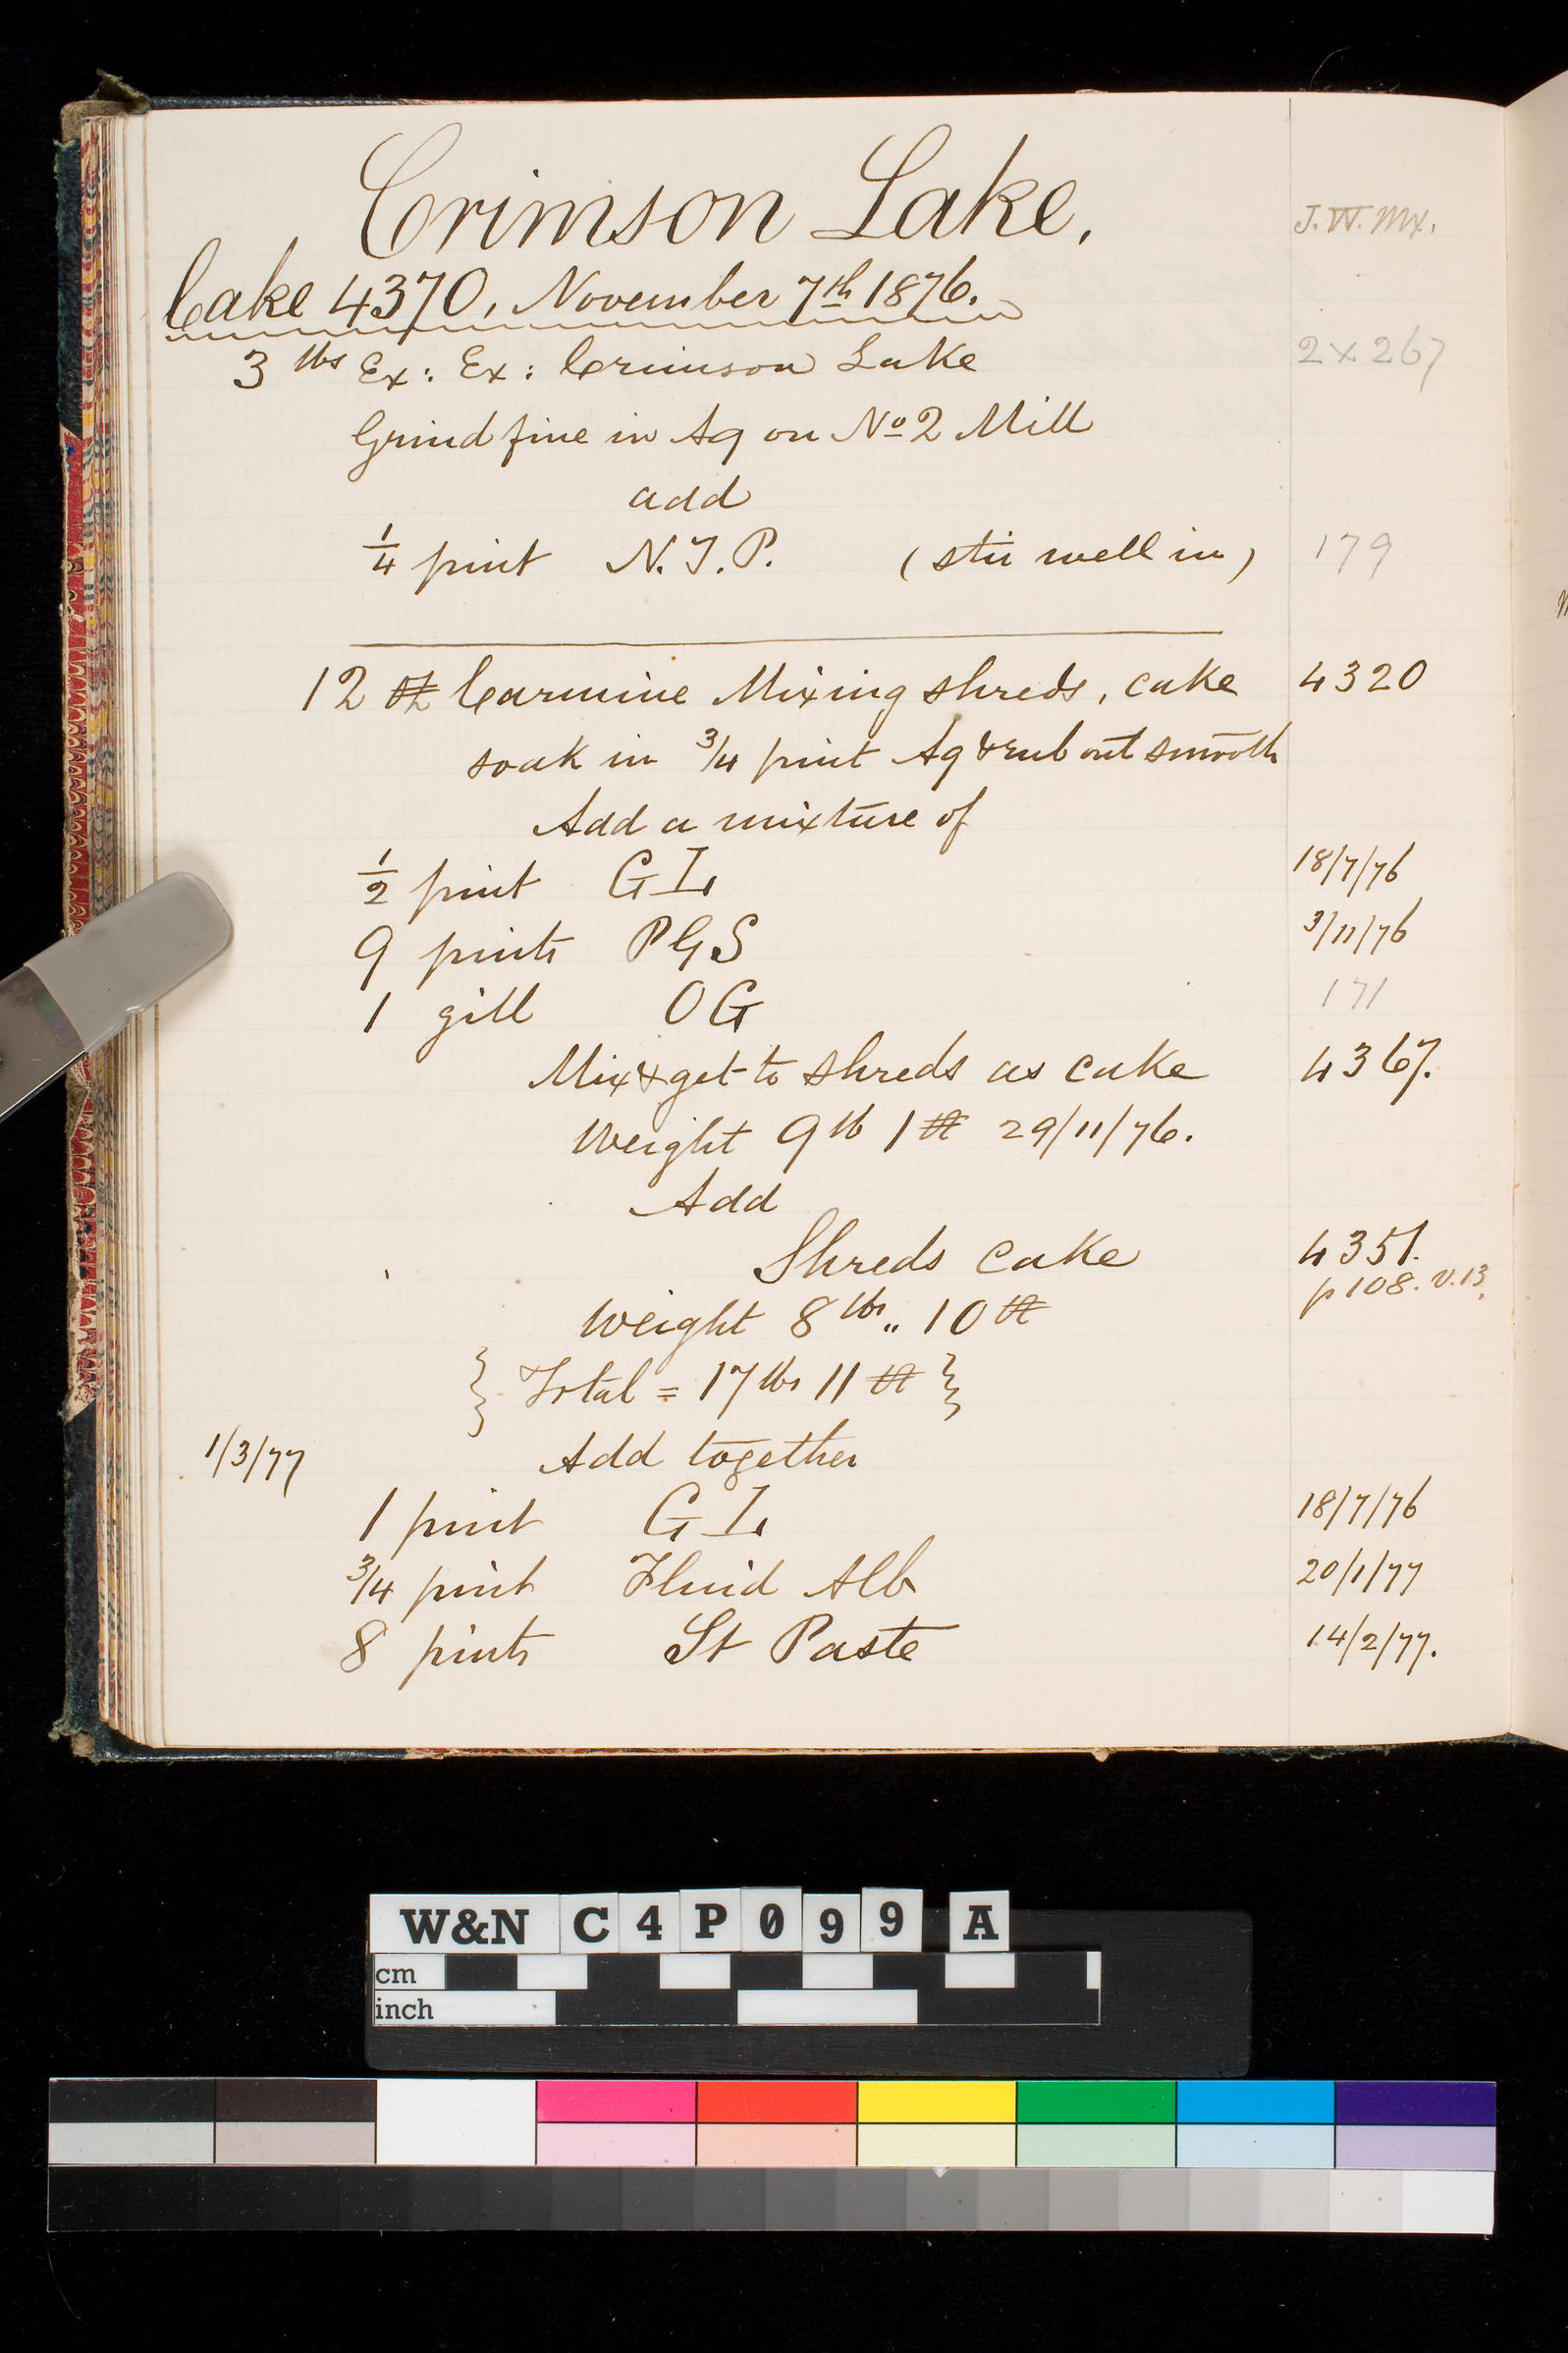 Crimson Lake.
J.W. Mx.
Cake 4370, November 7th 1876.
3 lbs Ex: Ex: Crimson Lake 2 x 267
Grind fine in Aq on No 2 Mill
add
1/4 pint N.J.P. (stir well in) 179
12 oz Carmine Mixing shreds, cake 4320
soak in 3/4 pint Aq & rub out smooth
Add a mixture of
1/2 pint GL 18/7/76
9 pints PGS 3/11/76
1 gill OG 171
Mix & get to shreds as cake 4367.
Weight 9 lb 1 oz 29/11/76.
Add
Shreds cake 4351.
p 108. v.13.
Weight 8 lbs,, 10 oz
{ Total = 17 lbs 11 oz }
1/3/77 Add together
1 pint GL 18/7/76
3/4 pint Fluid Alb 20/1/77
8 pints St Paste 14/2/77.
W&N C4P099 A
cm
inch